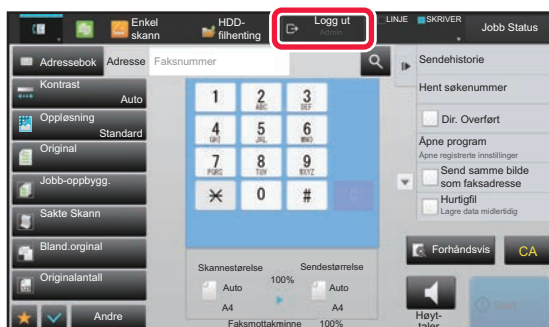 Enkel
skann
HDD-
filhenting
Logg ut
Admin
LINJE
SKRIVER
Jobb Status
Adressebok
Adresse
Faksnummer
Sendehistorie
Kontrast
Auto
Hent søkenummer
Oppløsning
Standard
Dir. Overført
Original
Åpne program
Åpne registrerte innstillinger
Jobb-oppbygg.
Send samme bilde
som faksadresse
Sakte Skann
Hurtigfil
Lagre data midlertidig
Bland.orginal
Originalantall
Andre
1
2
ABC
3
DEF
4
GHI
5
JKL
6
MNO
7
PQRS
8
TUV
9
WXYZ
0
#
C
Skannestørelse
Sendestørrelse
100%
Auto
Auto
A4
A4
Faksmottakminne 100%
Forhåndsvis
CA
Høyt-
taler
Start